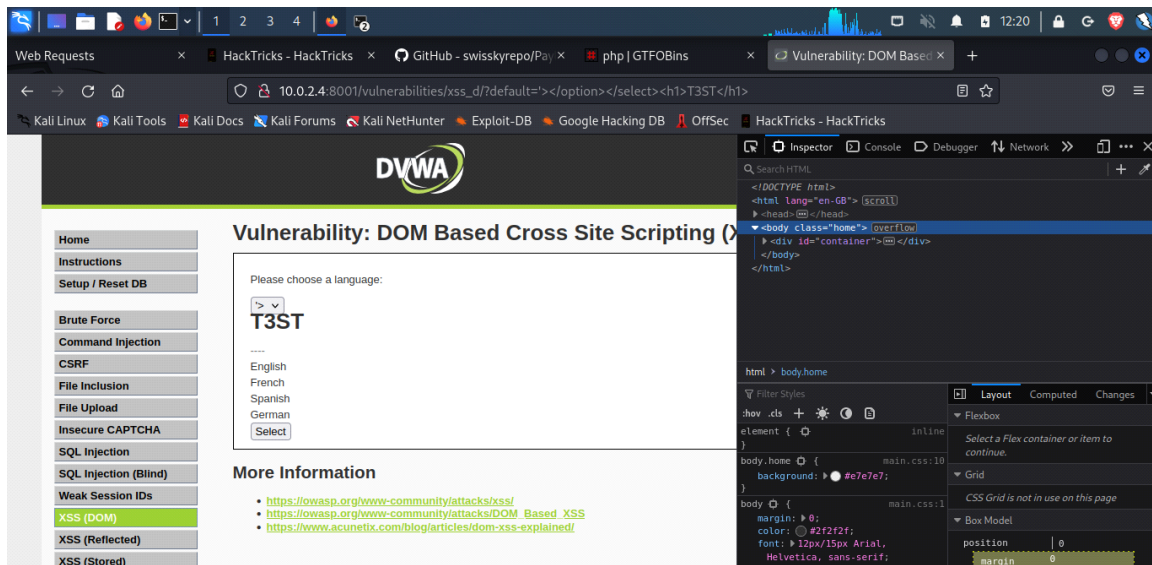 1 2 3 4 12:20
Web Requests × HackTricks - HackTricks × GitHub - swisskyrepo/Pay × php | GTFOBins × Vulnerability: DOM Based × +
10.0.2.4:8001/vulnerabilities/xss_d/?default='></option></select><h1>T3ST</h1>
Kali Linux Kali Tools Kali Docs Kali Forums Kali NetHunter Exploit-DB Google Hacking DB OffSec HackTricks - HackTricks
DVWA
Home
Instructions
Setup / Reset DB
Brute Force
Command Injection
CSRF
File Inclusion
File Upload
Insecure CAPTCHA
SQL Injection
SQL Injection (Blind)
Weak Session IDs
XSS (DOM)
XSS (Reflected)
XSS (Stored)
Vulnerability: DOM Based Cross Site Scripting (X
Please choose a language:
'>
T3ST
----
English
French
Spanish
German
Select
More Information
https://owasp.org/www-community/attacks/xss/
https://owasp.org/www-community/attacks/DOM_Based_XSS
https://www.acunetix.com/blog/articles/dom-xss-explained/
Inspector Console Debugger Network
Search HTML
<!DOCTYPE html>
<html lang="en-GB"> scroll
<head></head>
<body class="home"> overflow
<div id="container"></div>
</body>
</html>
html > body.home
Filter Styles
:hov .cls +
element { inline
}
body.home { main.css:10
background: #e7e7e7;
}
body { main.css:1
margin: 0;
color: #2f2f2f;
font: 12px/15px Arial,
Helvetica, sans-serif;
Layout Computed Changes
Flexbox
Select a Flex container or item to
continue.
Grid
CSS Grid is not in use on this page
Box Model
position 0
margin 0